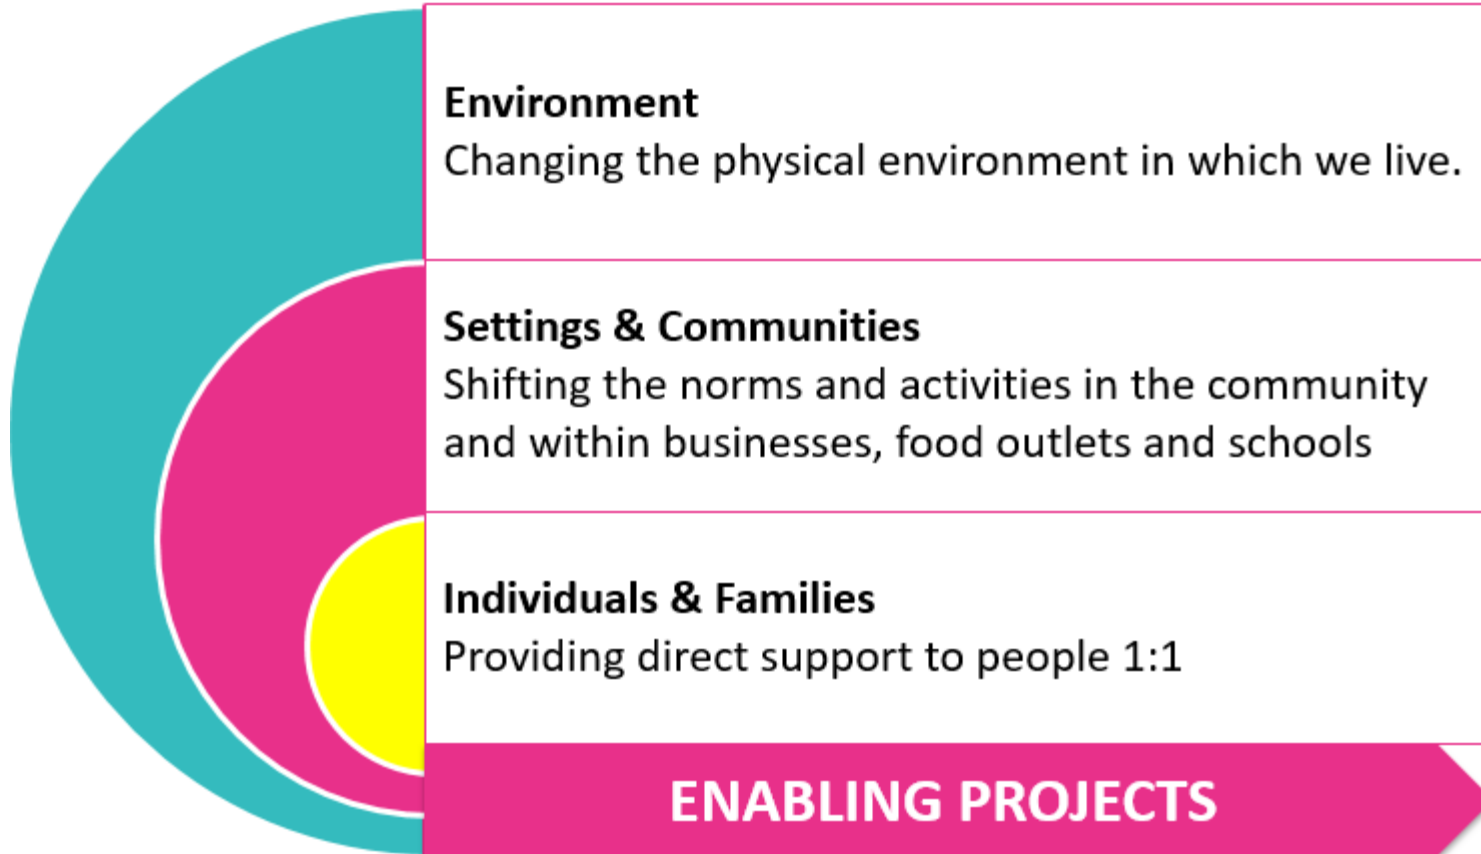 Environment
Changing the physical environment in which we live.
Settings & Communities
Shifting the norms and activities in the community
and within businesses, food outlets and schools
Individuals & Families
Providing direct support to people 1:1
ENABLING PROJECTS